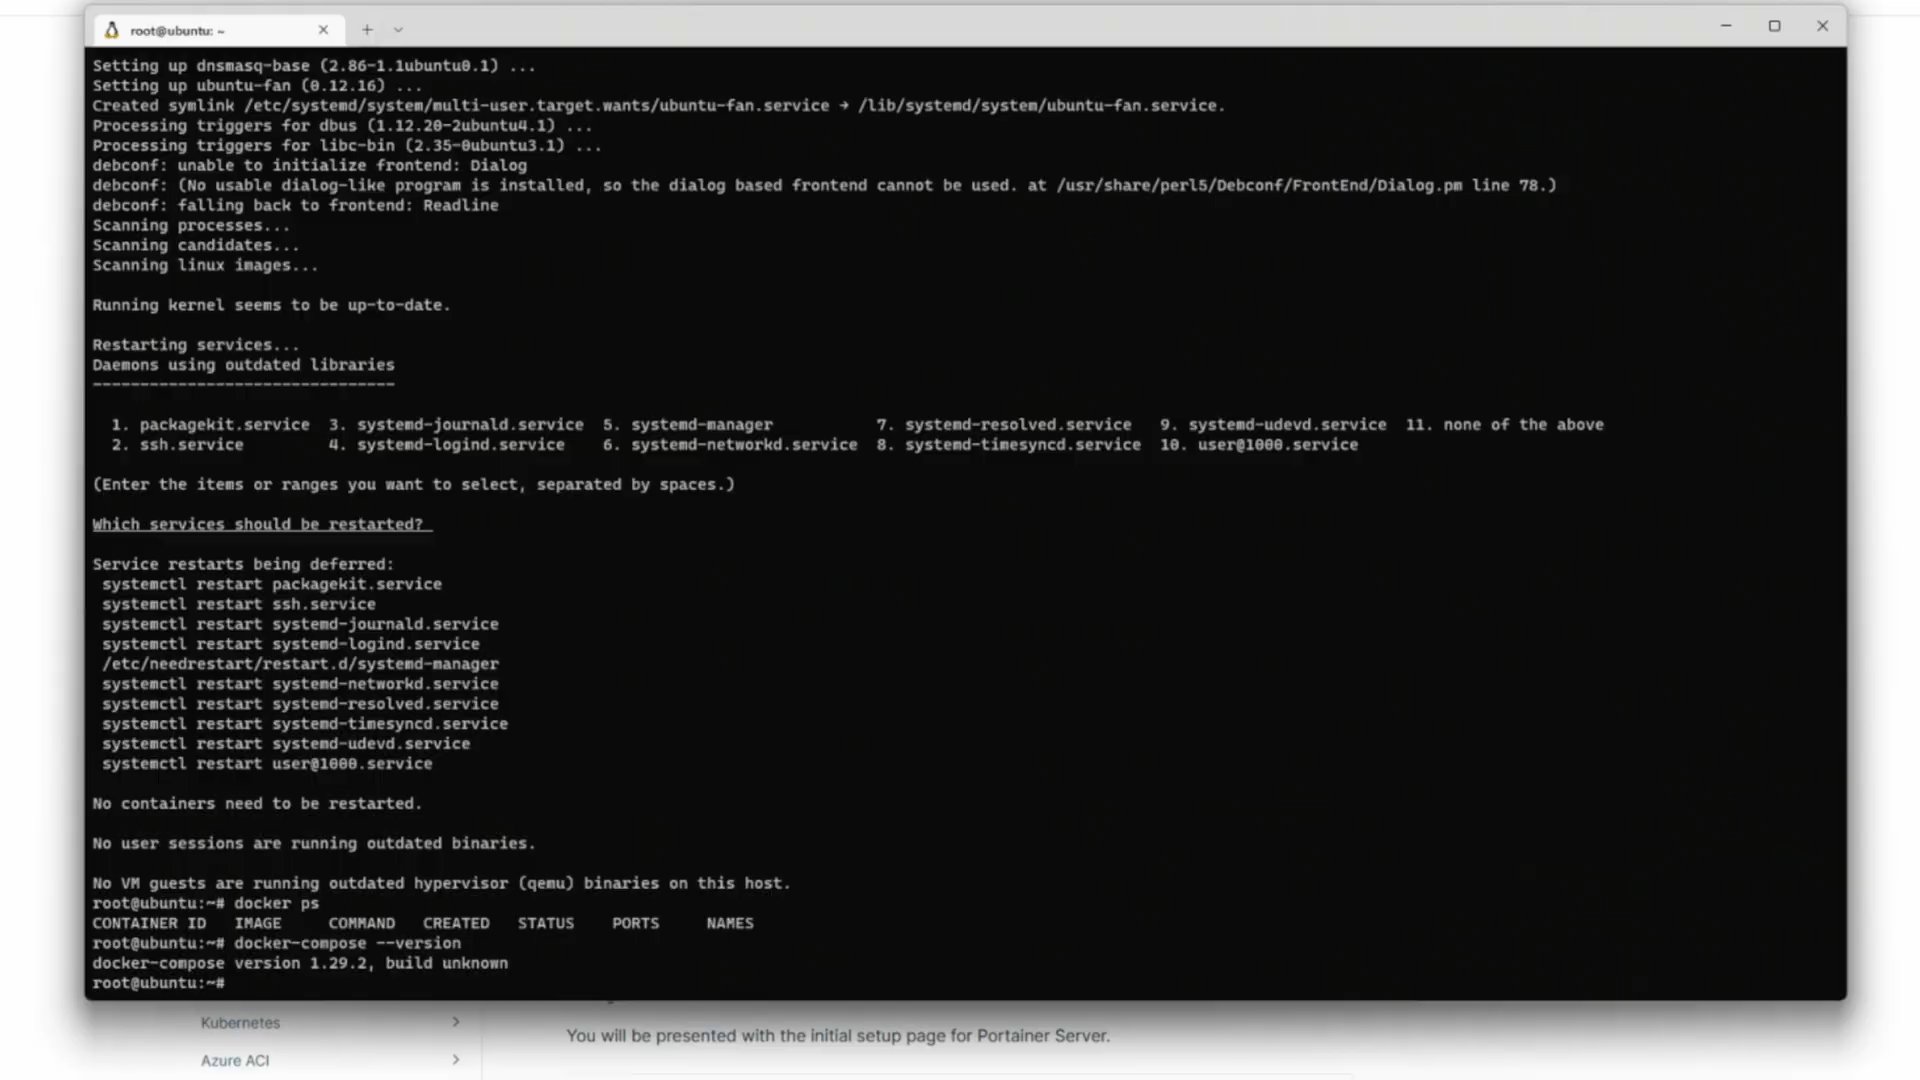 root@ubuntu: ~
Setting up dnsmasq-base (2.86-1.1ubuntu0.1) ...
Setting up ubuntu-fan (0.12.16) ...
Created symlink /etc/systemd/system/multi-user.target.wants/ubuntu-fan.service → /lib/systemd/system/ubuntu-fan.service.
Processing triggers for dbus (1.12.20-2ubuntu4.1) ...
Processing triggers for libc-bin (2.35-0ubuntu3.1) ...
debconf: unable to initialize frontend: Dialog
debconf: (No usable dialog-like program is installed, so the dialog based frontend cannot be used. at /usr/share/perl5/Debconf/FrontEnd/Dialog.pm line 78.)
debconf: falling back to frontend: Readline
Scanning processes...
Scanning candidates...
Scanning linux images...
Running kernel seems to be up-to-date.
Restarting services...
Daemons using outdated libraries
--------------------------------
1. packagekit.service 3. systemd-journald.service 5. systemd-manager 7. systemd-resolved.service 9. systemd-udevd.service 11. none of the above
2. ssh.service 4. systemd-logind.service 6. systemd-networkd.service 8. systemd-timesyncd.service 10. user@1000.service
(Enter the items or ranges you want to select, separated by spaces.)
Which services should be restarted?
Service restarts being deferred:
systemctl restart packagekit.service
systemctl restart ssh.service
systemctl restart systemd-journald.service
systemctl restart systemd-logind.service
/etc/needrestart/restart.d/systemd-manager
systemctl restart systemd-networkd.service
systemctl restart systemd-resolved.service
systemctl restart systemd-timesyncd.service
systemctl restart systemd-udevd.service
systemctl restart user@1000.service
No containers need to be restarted.
No user sessions are running outdated binaries.
No VM guests are running outdated hypervisor (qemu) binaries on this host.
root@ubuntu:~# docker ps
CONTAINER ID IMAGE COMMAND CREATED STATUS PORTS NAMES
root@ubuntu:~# docker-compose --version
docker-compose version 1.29.2, build unknown
root@ubuntu:~#
Kubernetes
You will be presented with the initial setup page for Portainer Server.
Azure ACI